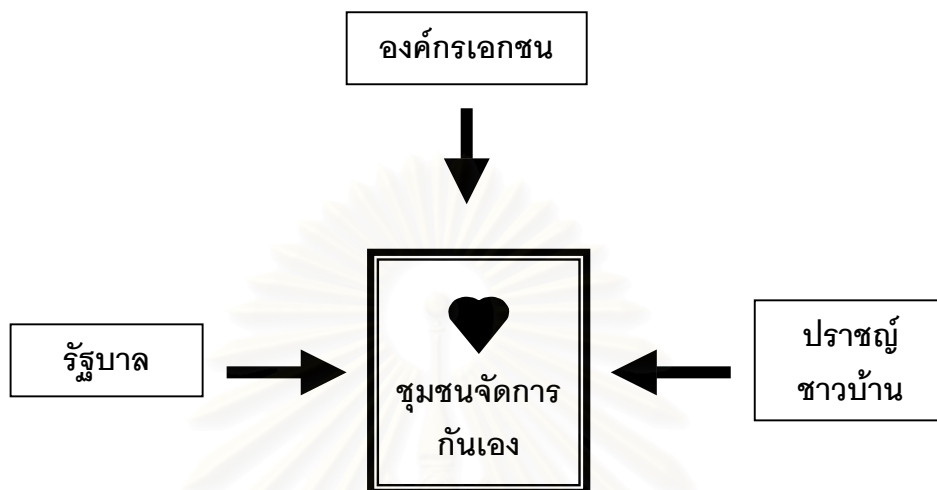 องค์กรเอกชน
รัฐบาล
ชุมชนจัดการ
กันเอง
ปราชญ์
ชาวบ้าน